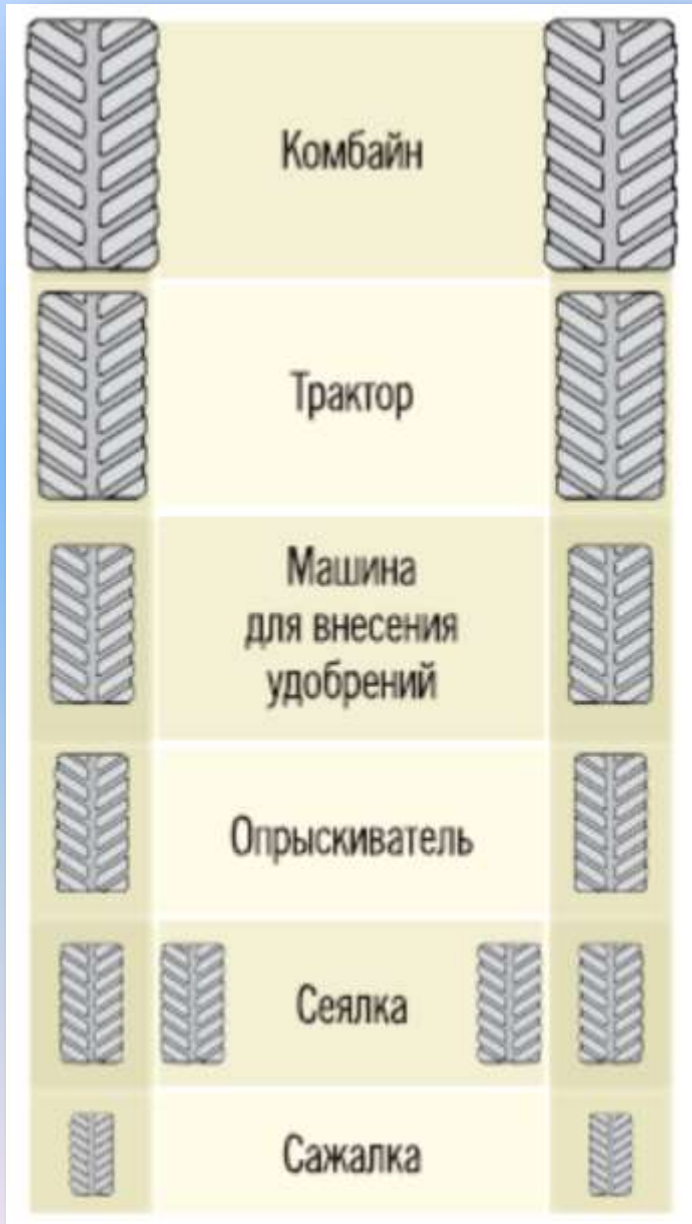 Комбайн
Трактор
Машина
для внесения
удобрений
Опрыскиватель
Сеялка
Сажалка